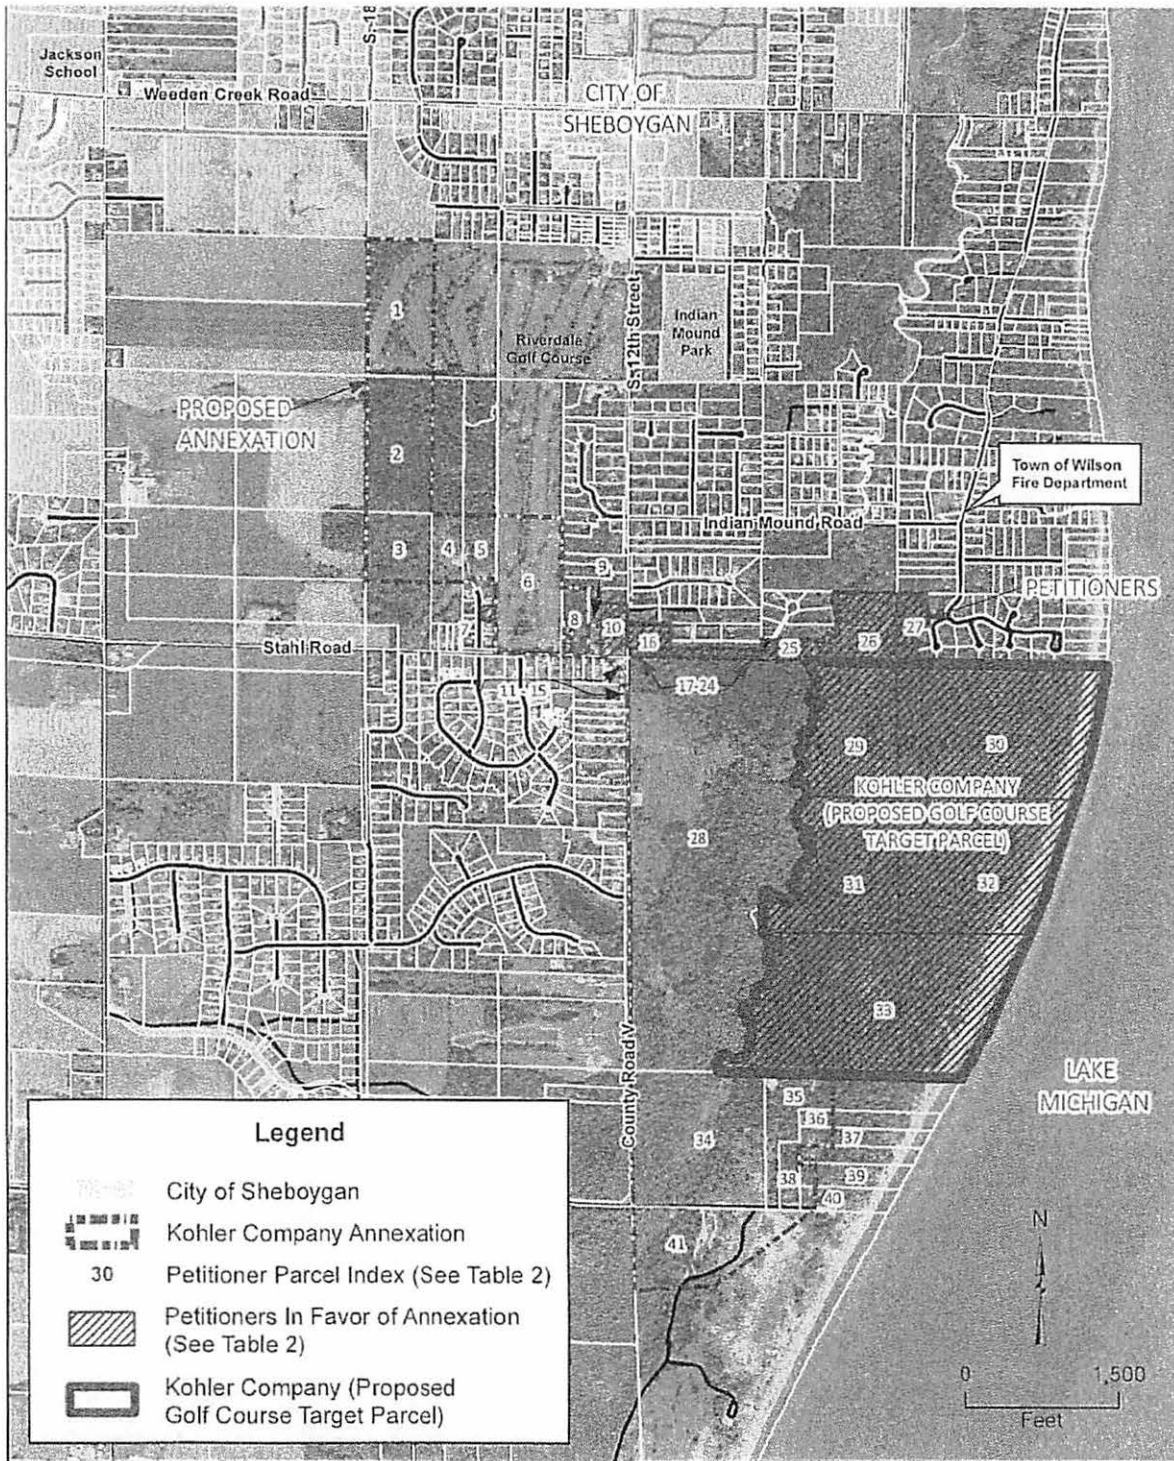 S-18
Jackson
School
Weeden Creek Road
CITY OF
SHEBOYGAN
1
Riverdale
Golf Course
S-12th Street
Indian
Mound
Park
PROPOSED
ANNEXATION
2
Town of Wilson
Fire Department
Indian Mound Road
3
4
5
6
9
8
10
PETITIONERS
Stahl Road
16
25
26
27
11 - 15
17-24
29
30
KOHLER COMPANY
(PROPOSED GOLF COURSE
TARGET PARCEL)
28
31
32
33
County Road V
LAKE
MICHIGAN
35
36
34
37
38
39
40
41
Legend
City of Sheboygan
Kohler Company Annexation
30 Petitioner Parcel Index (See Table 2)
Petitioners In Favor of Annexation
(See Table 2)
Kohler Company (Proposed
Golf Course Target Parcel)
N
0 1,500
Feet